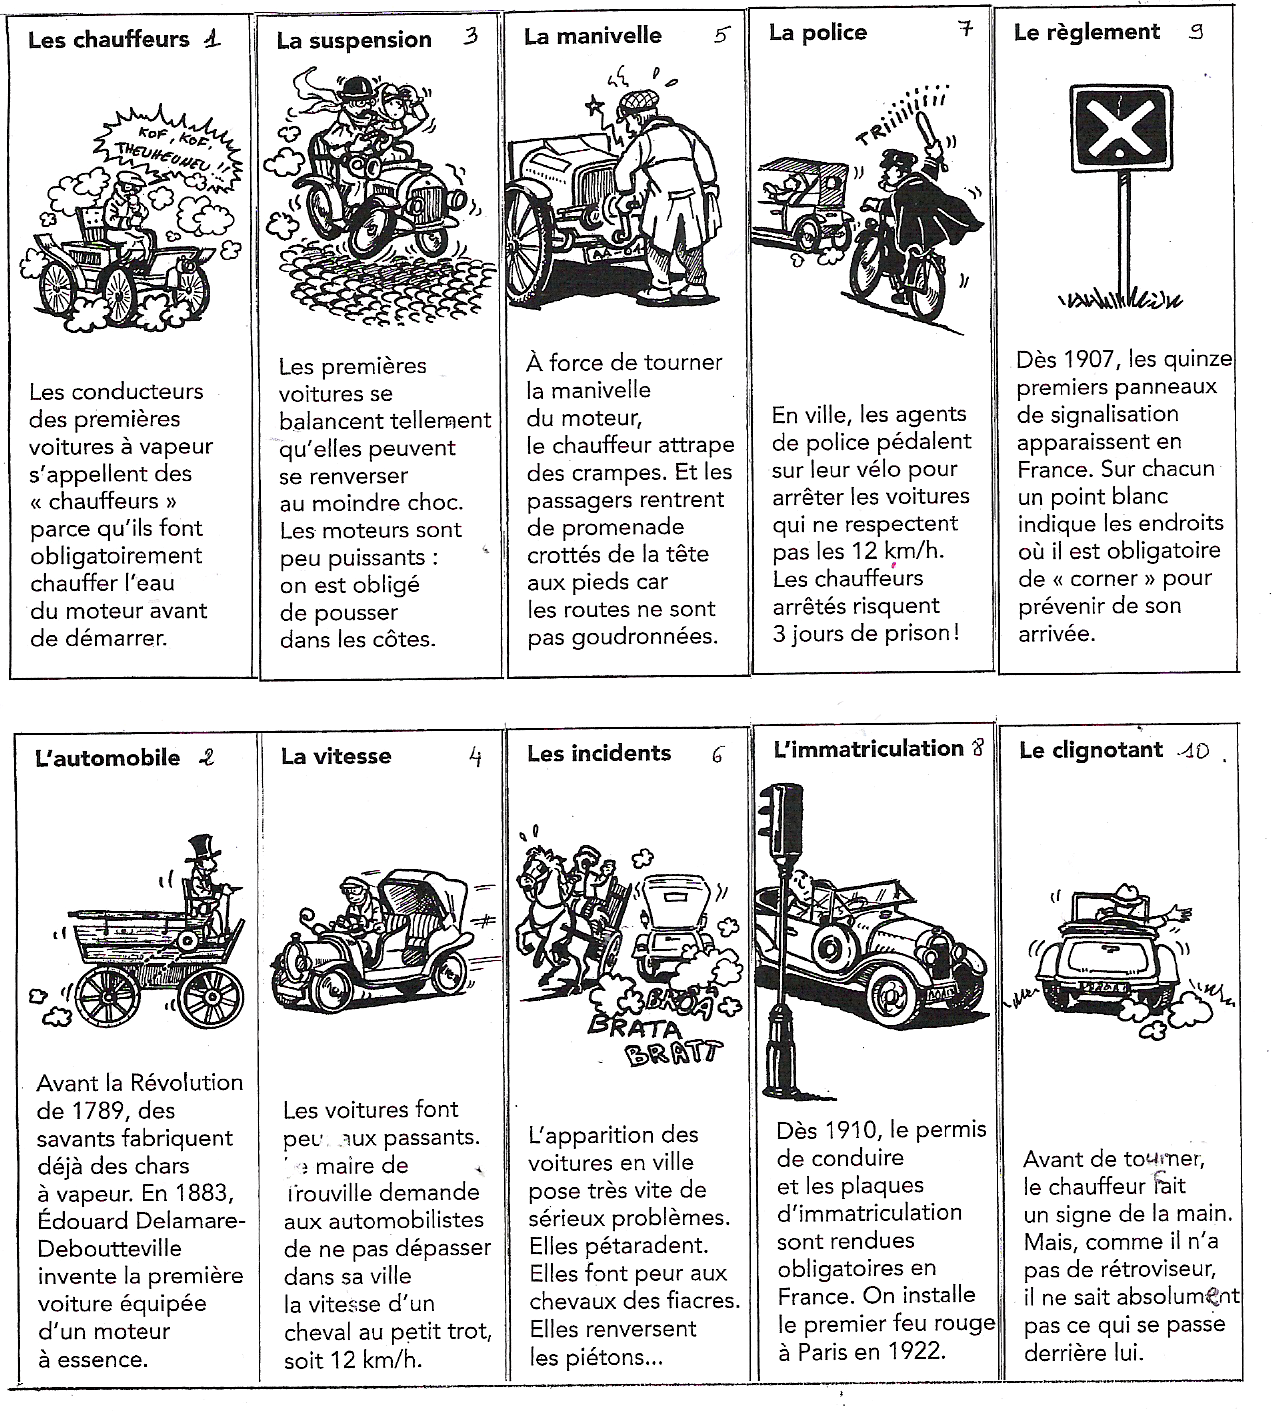 Les chauffeurs 1
KOF, KOF,
THEUHEUHEU !!..
Les conducteurs
des premières
voitures à vapeur
s'appellent des
« chauffeurs »
parce qu'ils font
obligatoirement
chauffer l'eau
du moteur avant
de démarrer.
La suspension 3
Les premières
voitures se
balancent tellement
qu'elles peuvent
se renverser
au moindre choc.
Les moteurs sont
peu puissants :
on est obligé
de pousser
dans les côtes.
La manivelle 5
À force de tourner
la manivelle
du moteur,
le chauffeur attrape
des crampes. Et les
passagers rentrent
de promenade
crottés de la tête
aux pieds car
les routes ne sont
pas goudronnées.
La police 7
TRiiiiii
En ville, les agents
de police pédalent
sur leur vélo pour
arrêter les voitures
qui ne respectent
pas les 12 km/h.
Les chauffeurs
arrêtés risquent
3 jours de prison !
Le règlement 9
Dès 1907, les quinze
premiers panneaux
de signalisation
apparaissent en
France. Sur chacun
un point blanc
indique les endroits
où il est obligatoire
de « corner » pour
prévenir de son
arrivée.
L'automobile 2
Avant la Révolution
de 1789, des
savants fabriquent
déjà des chars
à vapeur. En 1883,
Édouard Delamare-
Deboutteville
invente la première
voiture équipée
d'un moteur
à essence.
La vitesse 4
Les voitures font
peu aux passants.
maire de
Trouville demande
aux automobilistes
de ne pas dépasser
dans sa ville
la vitesse d'un
cheval au petit trot,
soit 12 km/h.
Les incidents 6
BROA
BRATA
BRATT
L'apparition des
voitures en ville
pose très vite de
sérieux problèmes.
Elles pétaradent.
Elles font peur aux
chevaux des fiacres.
Elles renversent
les piétons...
L'immatriculation 8
Dès 1910, le permis
de conduire
et les plaques
d'immatriculation
sont rendues
obligatoires en
France. On installe
le premier feu rouge
à Paris en 1922.
Le clignotant 10
Avant de tourner,
le chauffeur fait
un signe de la main.
Mais, comme il n'a
pas de rétroviseur,
il ne sait absolument
pas ce qui se passe
derrière lui.